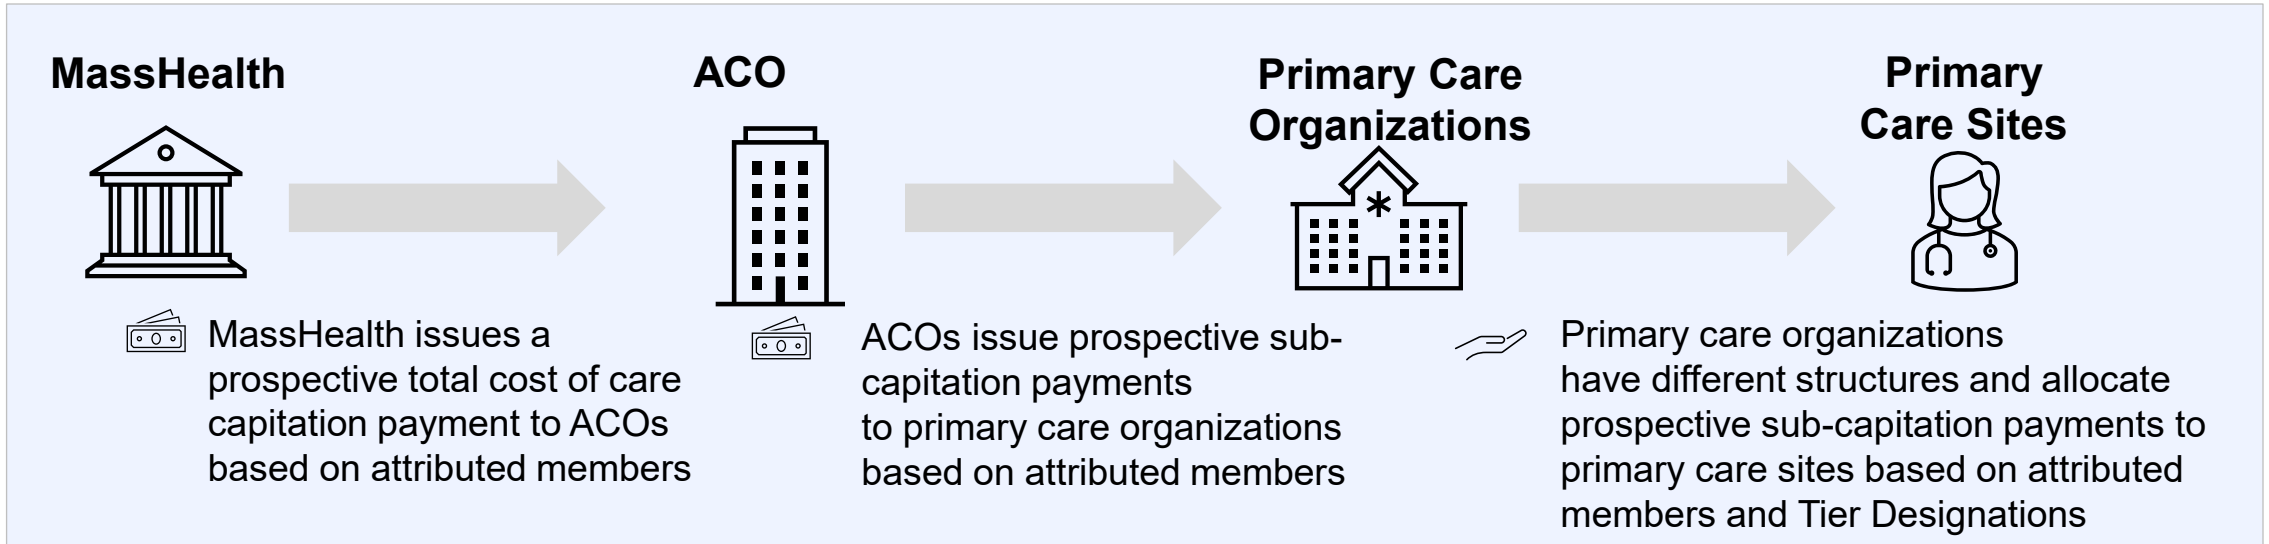 MassHealth
MassHealth issues a
prospective total cost of care
capitation payment to ACOs
based on attributed members
ACO
ACOs issue prospective sub-
capitation payments
to primary care organizations
based on attributed members
Primary Care
Organizations
Primary care organizations
have different structures and allocate
prospective sub-capitation payments to
primary care sites based on attributed
members and Tier Designations
Primary
Care Sites